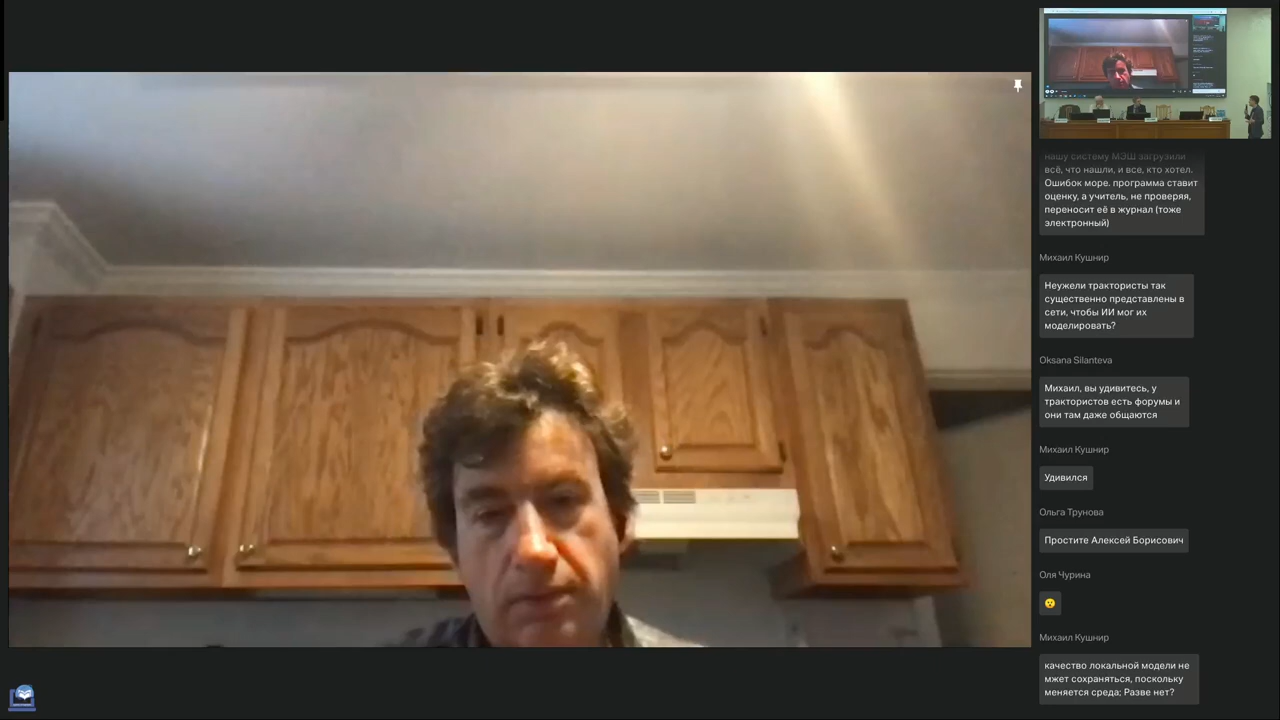 нашу систему МЭШ загрузили
всё, что нашли, и все, кто хотел.
Ошибок море. программа ставит
оценку, а учитель, не проверяя,
переносит её в журнал (тоже
электронный)
Михаил Кушнир
Неужели трактористы так
существенно представлены в
сети, чтобы ИИ мог их
моделировать?
Oksana Silanteva
Михаил, вы удивитесь, у
трактористов есть форумы и
они там даже общаются
Михаил Кушнир
Удивился
Ольга Трунова
Простите Алексей Борисович
Оля Чурина
Михаил Кушнир
качество локальной модели не
мжет сохраняться, поскольку
меняется среда; Разве нет?